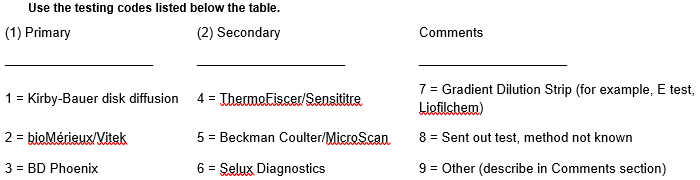 Use the testing codes listed below the table.
(1) Primary (2) Secondary Comments
1 = Kirby-Bauer disk diffusion 4 = ThermoFiscer/Sensititre 7 = Gradient Dilution Strip (for example, E test,
Liofilchem)
2 = bioMérieux/Vitek 5 = Beckman Coulter/MicroScan 8 = Sent out test, method not known
3 = BD Phoenix 6 = Selux Diagnostics 9 = Other (describe in Comments section)